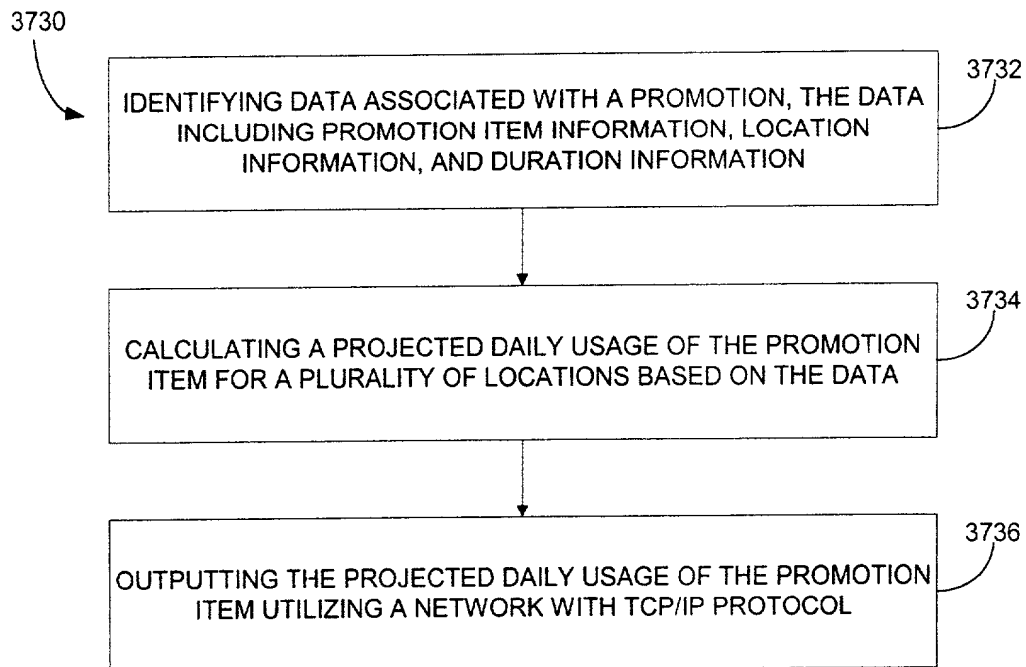 3730
3732
IDENTIFYING DATA ASSOCIATED WITH A PROMOTION, THE DATA
INCLUDING PROMOTION ITEM INFORMATION, LOCATION
INFORMATION, AND DURATION INFORMATION
3734
CALCULATING A PROJECTED DAILY USAGE OF THE PROMOTION
ITEM FOR A PLURALITY OF LOCATIONS BASED ON THE DATA
3736
OUTPUTTING THE PROJECTED DAILY USAGE OF THE PROMOTION
ITEM UTILIZING A NETWORK WITH TCP/IP PROTOCOL